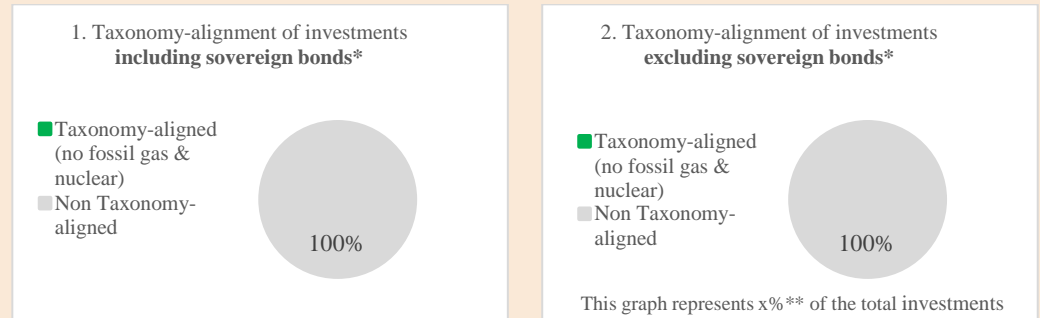 1. Taxonomy-alignment of investments
including sovereign bonds*
Taxonomy-aligned
(no fossil gas &
nuclear)
Non Taxonomy-
aligned
100%
2. Taxonomy-alignment of investments
excluding sovereign bonds*
Taxonomy-aligned
(no fossil gas &
nuclear)
Non Taxonomy-
aligned
100%
This graph represents x%** of the total investments